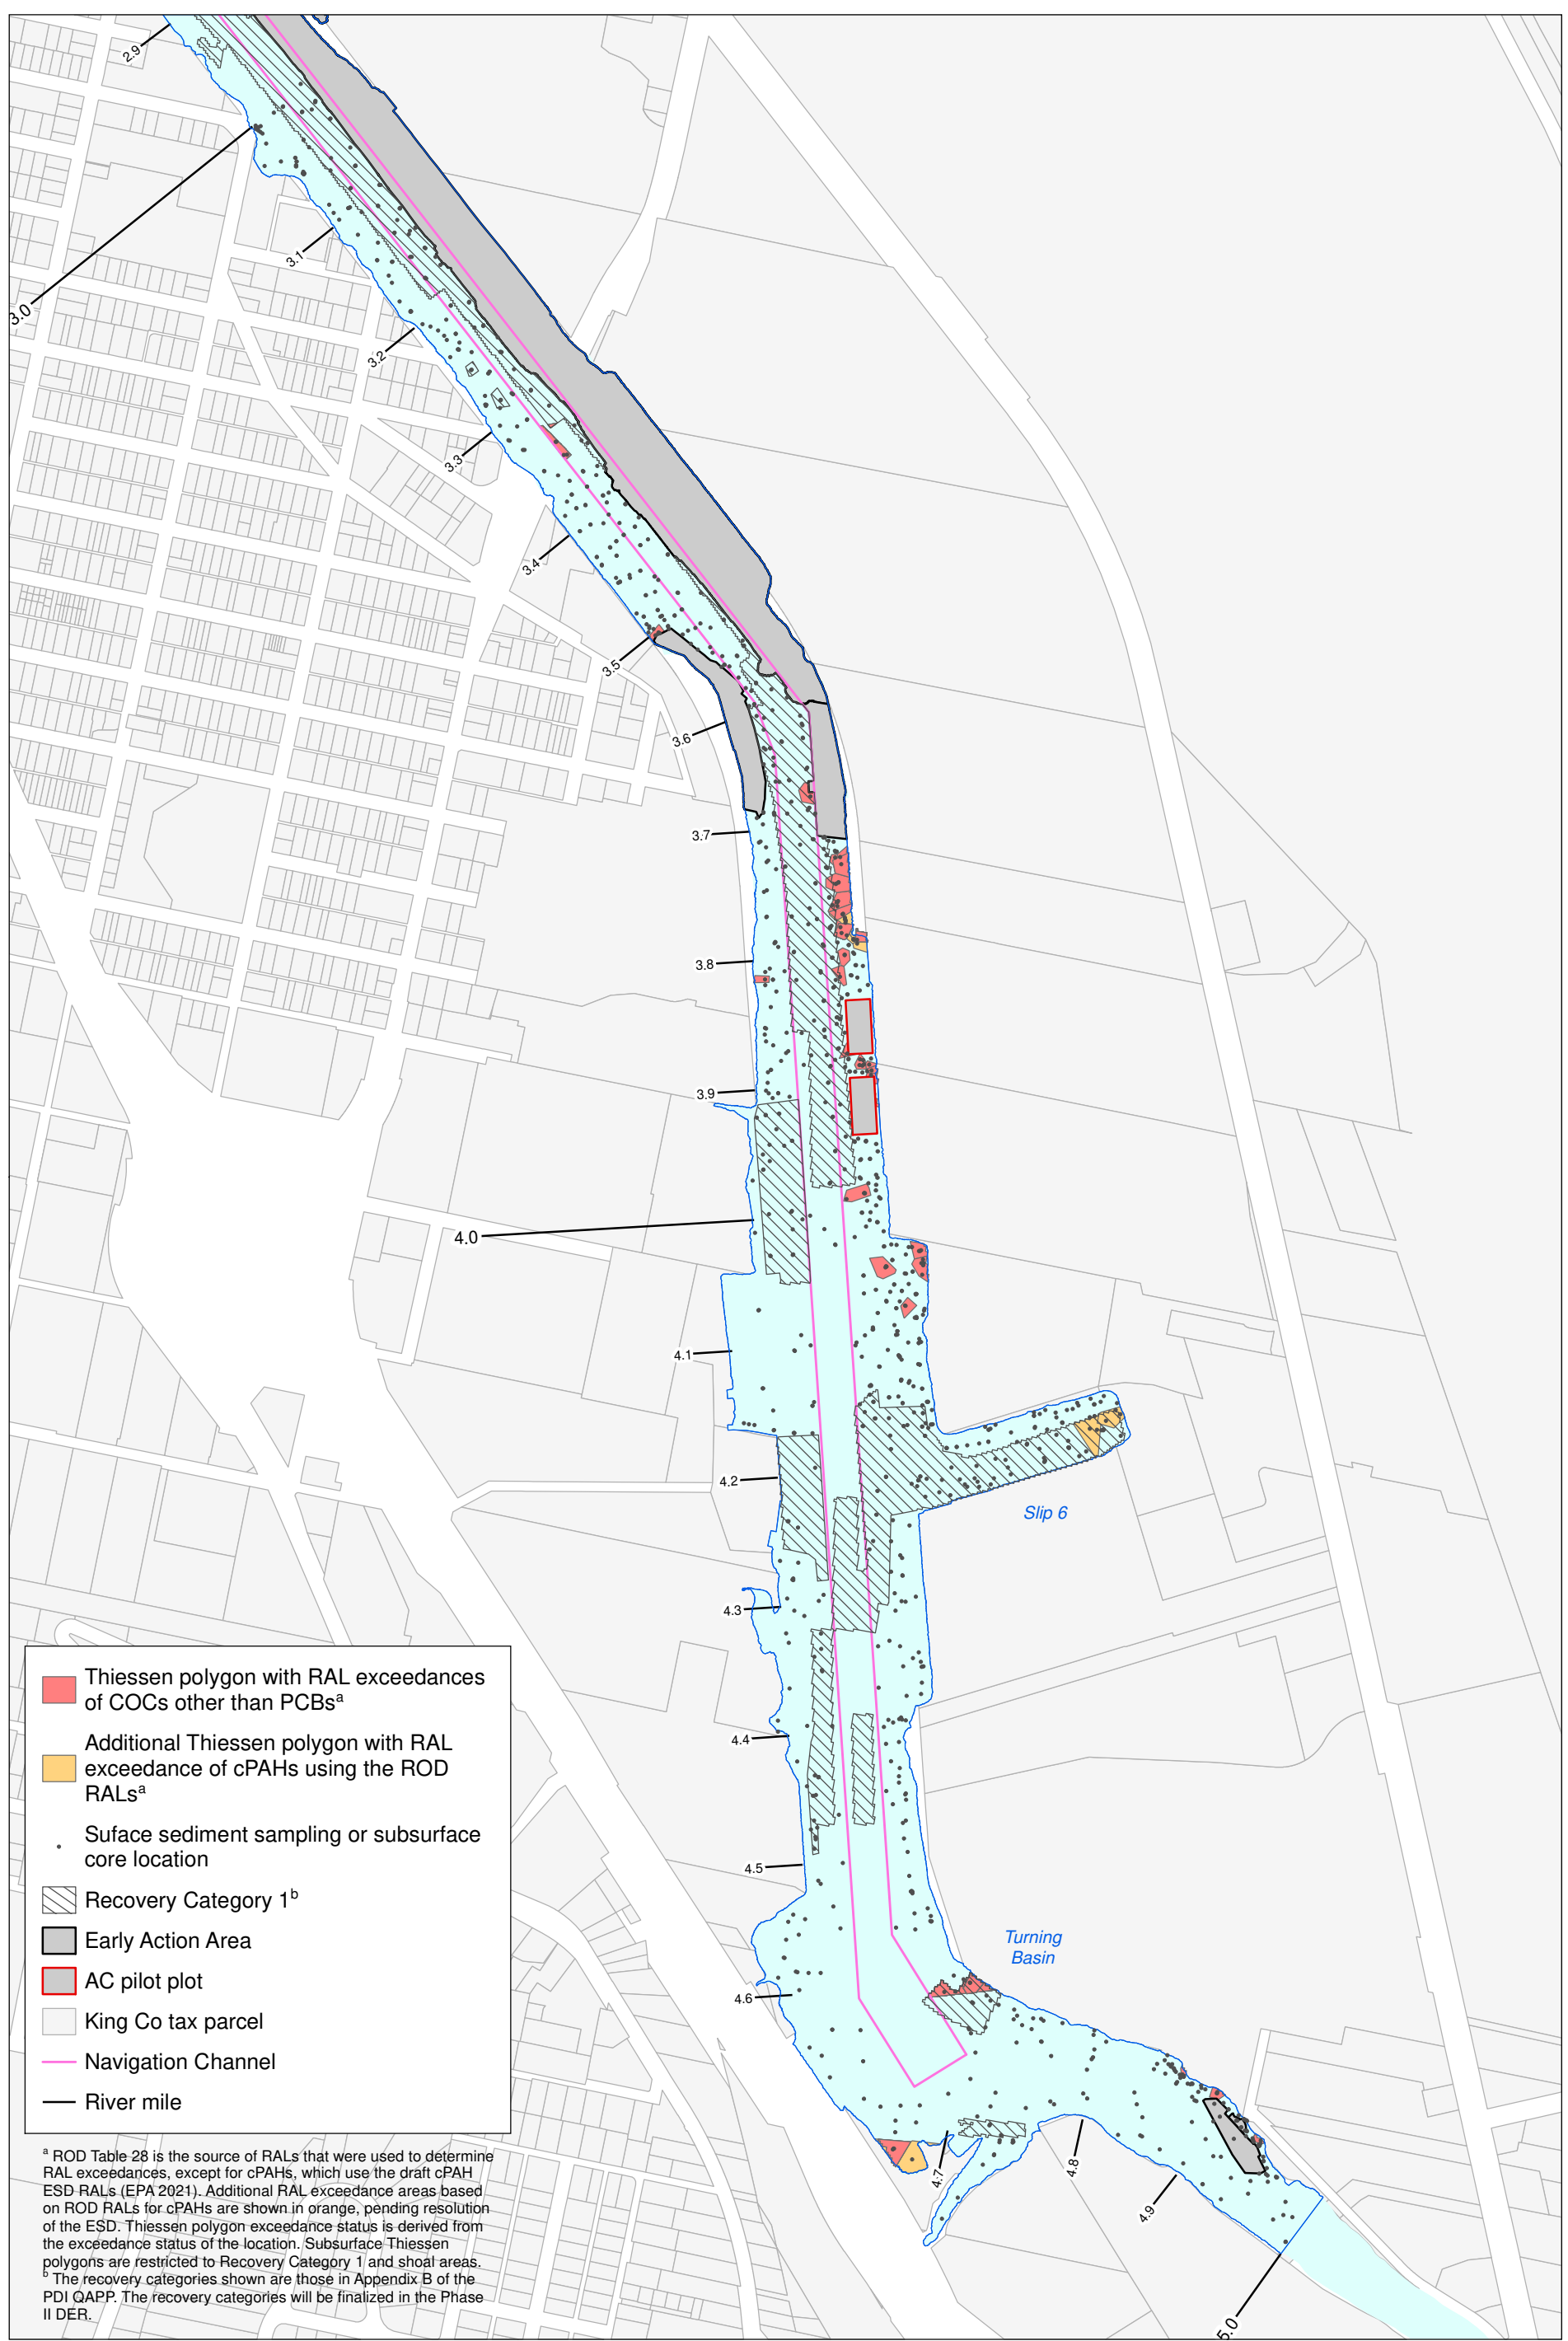 2.9
3.0
3.1
3.2
3.3
3.4
3.5
3.6
3.7
3.8
3.9
4.0
4.1
4.2
Slip 6
4.3
4.4
4.5
Turning
Basin
4.6
4.7
4.8
4.9
5.0
Thiessen polygon with RAL exceedances
of COCs other than PCBsª
Additional Thiessen polygon with RAL
exceedance of cPAHs using the ROD
RALsª
Suface sediment sampling or subsurface
core location
Recovery Category 1ᵇ
Early Action Area
AC pilot plot
King Co tax parcel
Navigation Channel
River mile
ª ROD Table 28 is the source of RALs that were used to determine
RAL exceedances, except for cPAHs, which use the draft cPAH
ESD RALs (EPA 2021). Additional RAL exceedance areas based
on ROD RALs for cPAHs are shown in orange, pending resolution
of the ESD. Thiessen polygon exceedance status is derived from
the exceedance status of the location. Subsurface Thiessen
polygons are restricted to Recovery Category 1 and shoal areas.
ᵇ The recovery categories shown are those in Appendix B of the
PDI QAPP. The recovery categories will be finalized in the Phase
II DER.